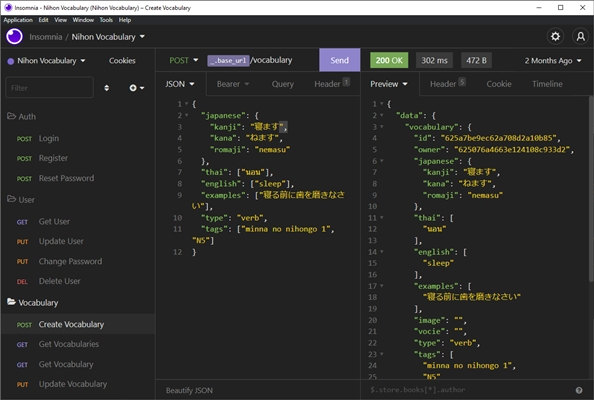 Insomnia - Nihon Vocabulary (Nihon Vocabulary) – Create Vocabulary
Application Edit View Window Tools Help
Insomnia / Nihon Vocabulary
Nihon Vocabulary Cookies
Filter
Auth
POST Login
POST Register
POST Reset Password
User
GET Get User
PUT Update User
PUT Change Password
DEL Delete User
Vocabulary
POST Create Vocabulary
GET Get Vocabularies
GET Get Vocabulary
PUT Update Vocabulary
POST _.base_url/vocabulary Send
JSON Bearer Query Header 1
1 {
2 "japanese": {
3 "kanji": "寝ます",
4 "kana": "ねます",
5 "romaji": "nemasu"
6 },
7 "thai": ["นอน"],
8 "english": ["sleep"],
9 "examples": ["寝る前に歯を磨きなさ
い"],
10 "type": "verb",
11 "tags": ["minna no nihongo 1",
"N5"]
12 }
Beautify JSON
200 OK 302 ms 472 B 2 Months Ago
Preview Header 5 Cookie Timeline
1 {
2 "data": {
3 "vocabulary": {
4 "id": "625a7be9ec62a708d2a10b85",
5 "owner": "625076a4663e124108c933d2",
6 "japanese": {
7 "kanji": "寝ます",
8 "kana": "ねます",
9 "romaji": "nemasu"
10 },
11 "thai": [
12 "นอน"
13 ],
14 "english": [
15 "sleep"
16 ],
17 "examples": [
18 "寝る前に歯を磨きなさい"
19 ],
20 "image": "",
21 "vocie": "",
22 "type": "verb",
23 "tags": [
24 "minna no nihongo 1",
25 "N5"
$.store.books[*].author